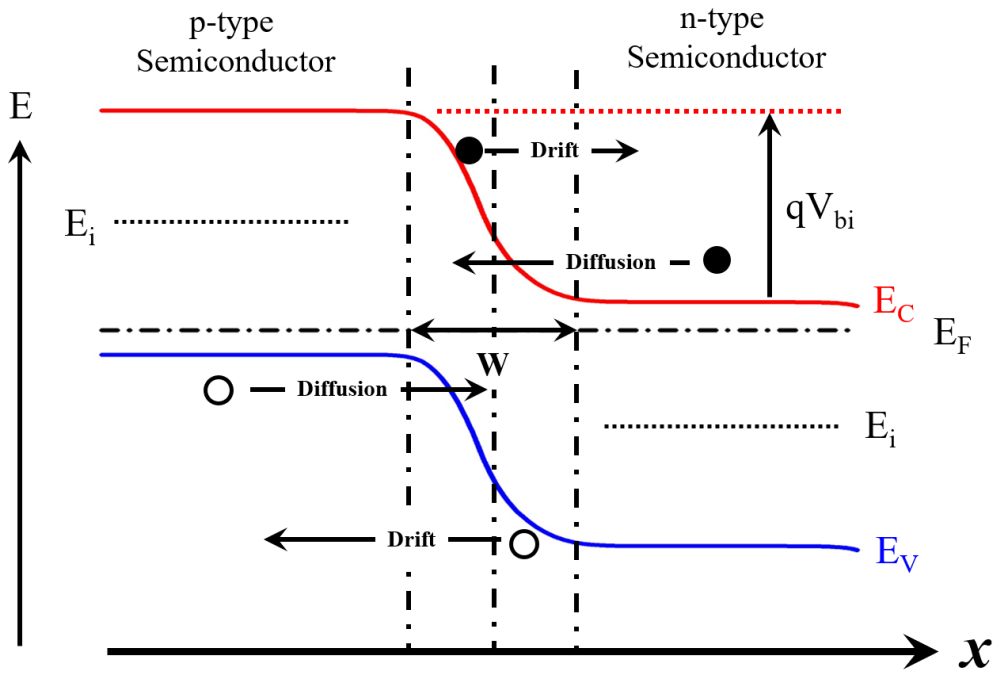 p-type
Semiconductor
n-type
Semiconductor
E
Drift
E_i
qV_bi
Diffusion
E_C
E_F
W
Diffusion
E_i
Drift
E_V
x